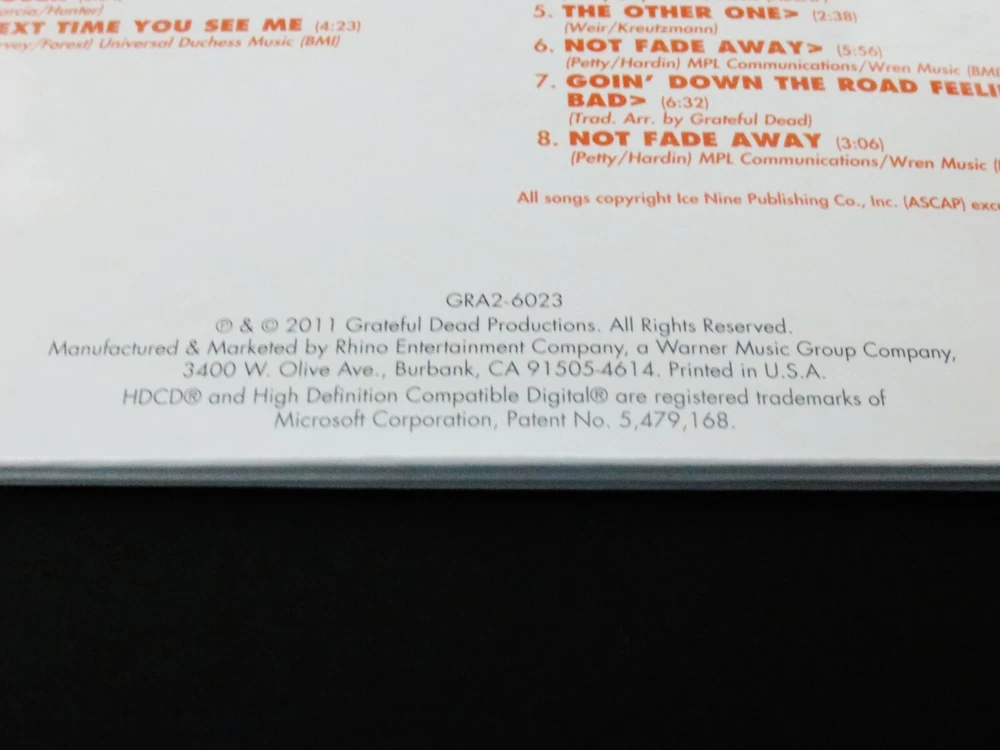 EXT TIME YOU SEE ME (4:23)
vey/Forest) Universal Duchess Music (BMI)
5. THE OTHER ONE> (2:38)
(Weir/Kreutzmann)
6. NOT FADE AWAY> (5:56)
(Petty/Hardin) MPL Communications/Wren Music (BMI
7. GOIN' DOWN THE ROAD FEELI
BAD> (6:32)
(Trad. Arr. by Grateful Dead)
8. NOT FADE AWAY (3:06)
(Petty/Hardin) MPL Communications/Wren Music (
All songs copyright Ice Nine Publishing Co., Inc. (ASCAP) exc
GRA2-6023
℗ & © 2011 Grateful Dead Productions. All Rights Reserved.
Manufactured & Marketed by Rhino Entertainment Company, a Warner Music Group Company,
3400 W. Olive Ave., Burbank, CA 91505-4614. Printed in U.S.A.
HDCD® and High Definition Compatible Digital® are registered trademarks of
Microsoft Corporation, Patent No. 5,479,168.